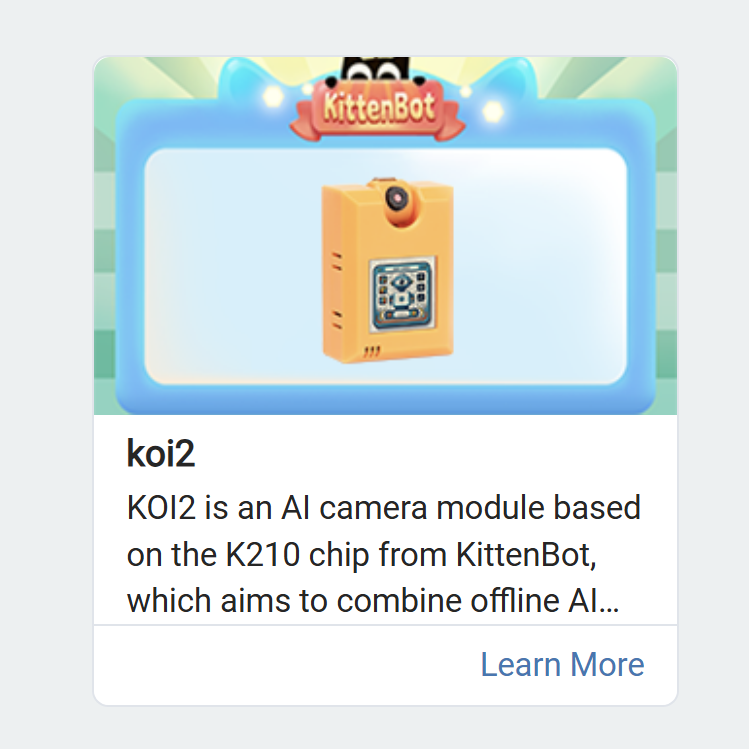 KittenBot
koi2
KOI2 is an AI camera module based
on the K210 chip from KittenBot,
which aims to combine offline AI…
Learn More